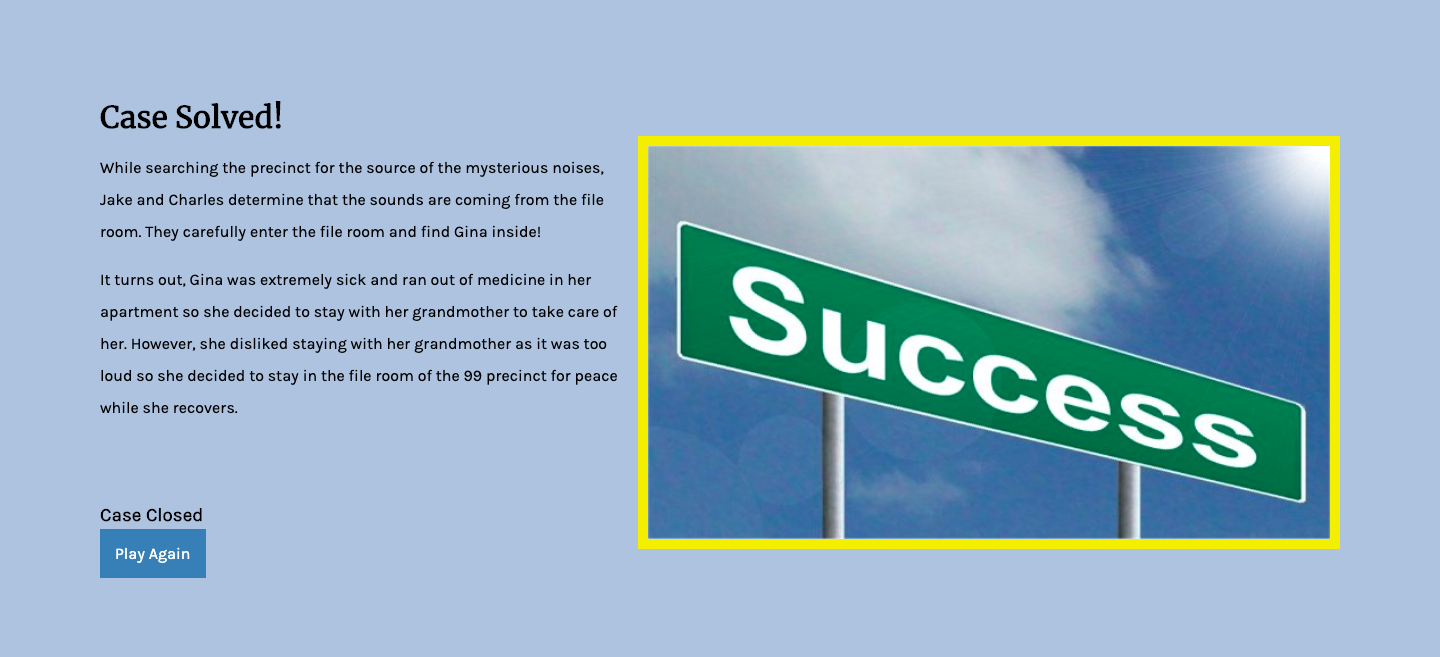 Case Solved!
While searching the precinct for the source of the mysterious noises,
Jake and Charles determine that the sounds are coming from the file
room. They carefully enter the file room and find Gina inside!
It turns out, Gina was extremely sick and ran out of medicine in her
apartment so she decided to stay with her grandmother to take care of
her. However, she disliked staying with her grandmother as it was too
loud so she decided to stay in the file room of the 99 precinct for peace
while she recovers.
Case Closed
Play Again
Success